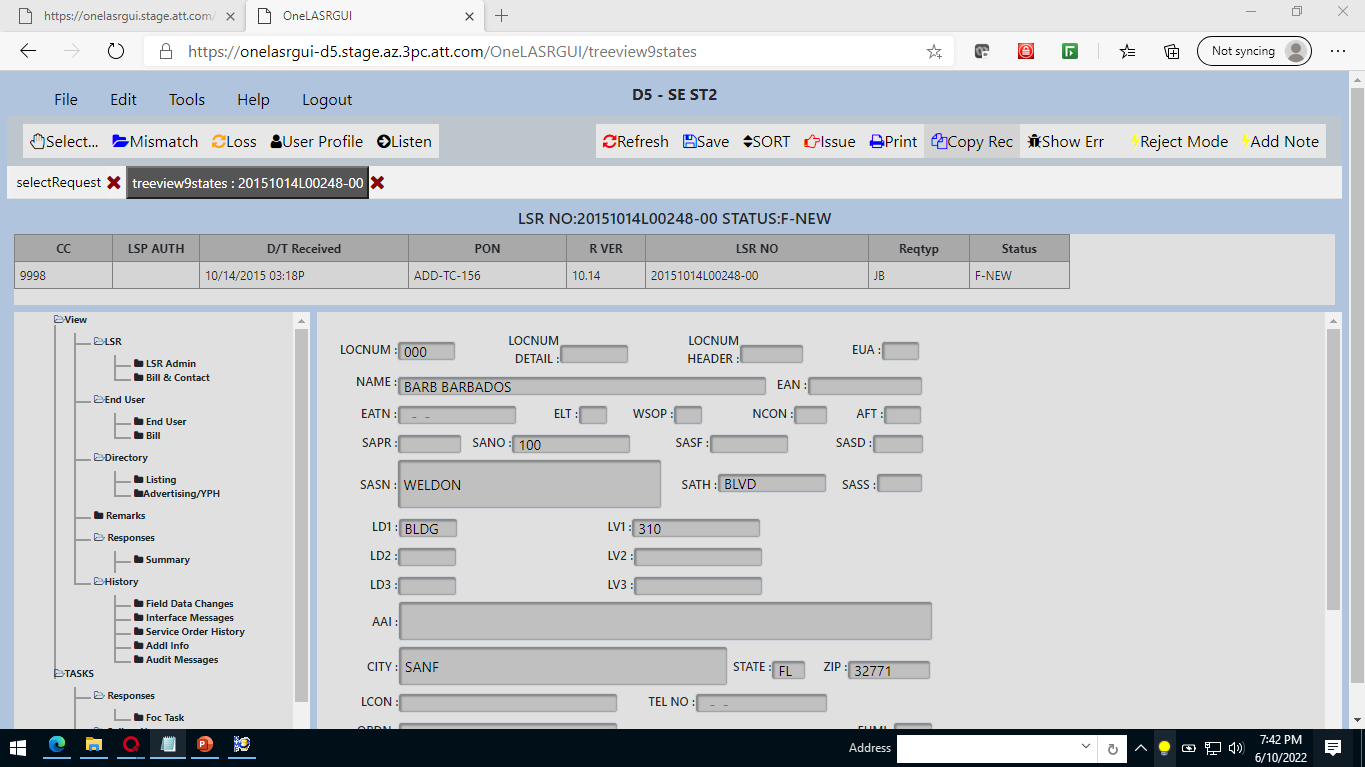 https://onelasrgui.stage.att.com/
OneLASRGUI
https://onelasrgui-d5.stage.az.3pc.att.com/OneLASRGUI/treeview9states
Not syncing
File Edit Tools Help Logout
D5 - SE ST2
Select... Mismatch Loss User Profile Listen
Refresh Save SORT Issue Print Copy Rec Show Err Reject Mode Add Note
selectRequest treeview9states : 20151014L00248-00
LSR NO:20151014L00248-00 STATUS:F-NEW
CC LSP AUTH D/T Received PON R VER LSR NO Reqtyp Status
9998 10/14/2015 03:18P ADD-TC-156 10.14 20151014L00248-00 JB F-NEW
View
LSR
LSR Admin
Bill & Contact
End User
End User
Bill
Directory
Listing
Advertising/YPH
Remarks
Responses
Summary
History
Field Data Changes
Interface Messages
Service Order History
Addl Info
Audit Messages
TASKS
Responses
Foc Task
LOCNUM : 000 LOCNUM DETAIL : LOCNUM HEADER : EUA :
NAME : BARB BARBADOS EAN :
EATN : - - ELT : WSOP : NCON : AFT :
SAPR : SANO : 100 SASF : SASD :
SASN : WELDON SATH : BLVD SASS :
LD1 : BLDG LV1 : 310
LD2 : LV2 :
LD3 : LV3 :
AAI :
CITY : SANF STATE : FL ZIP : 32771
LCON : TEL NO : - -
Address
7:42 PM
6/10/2022